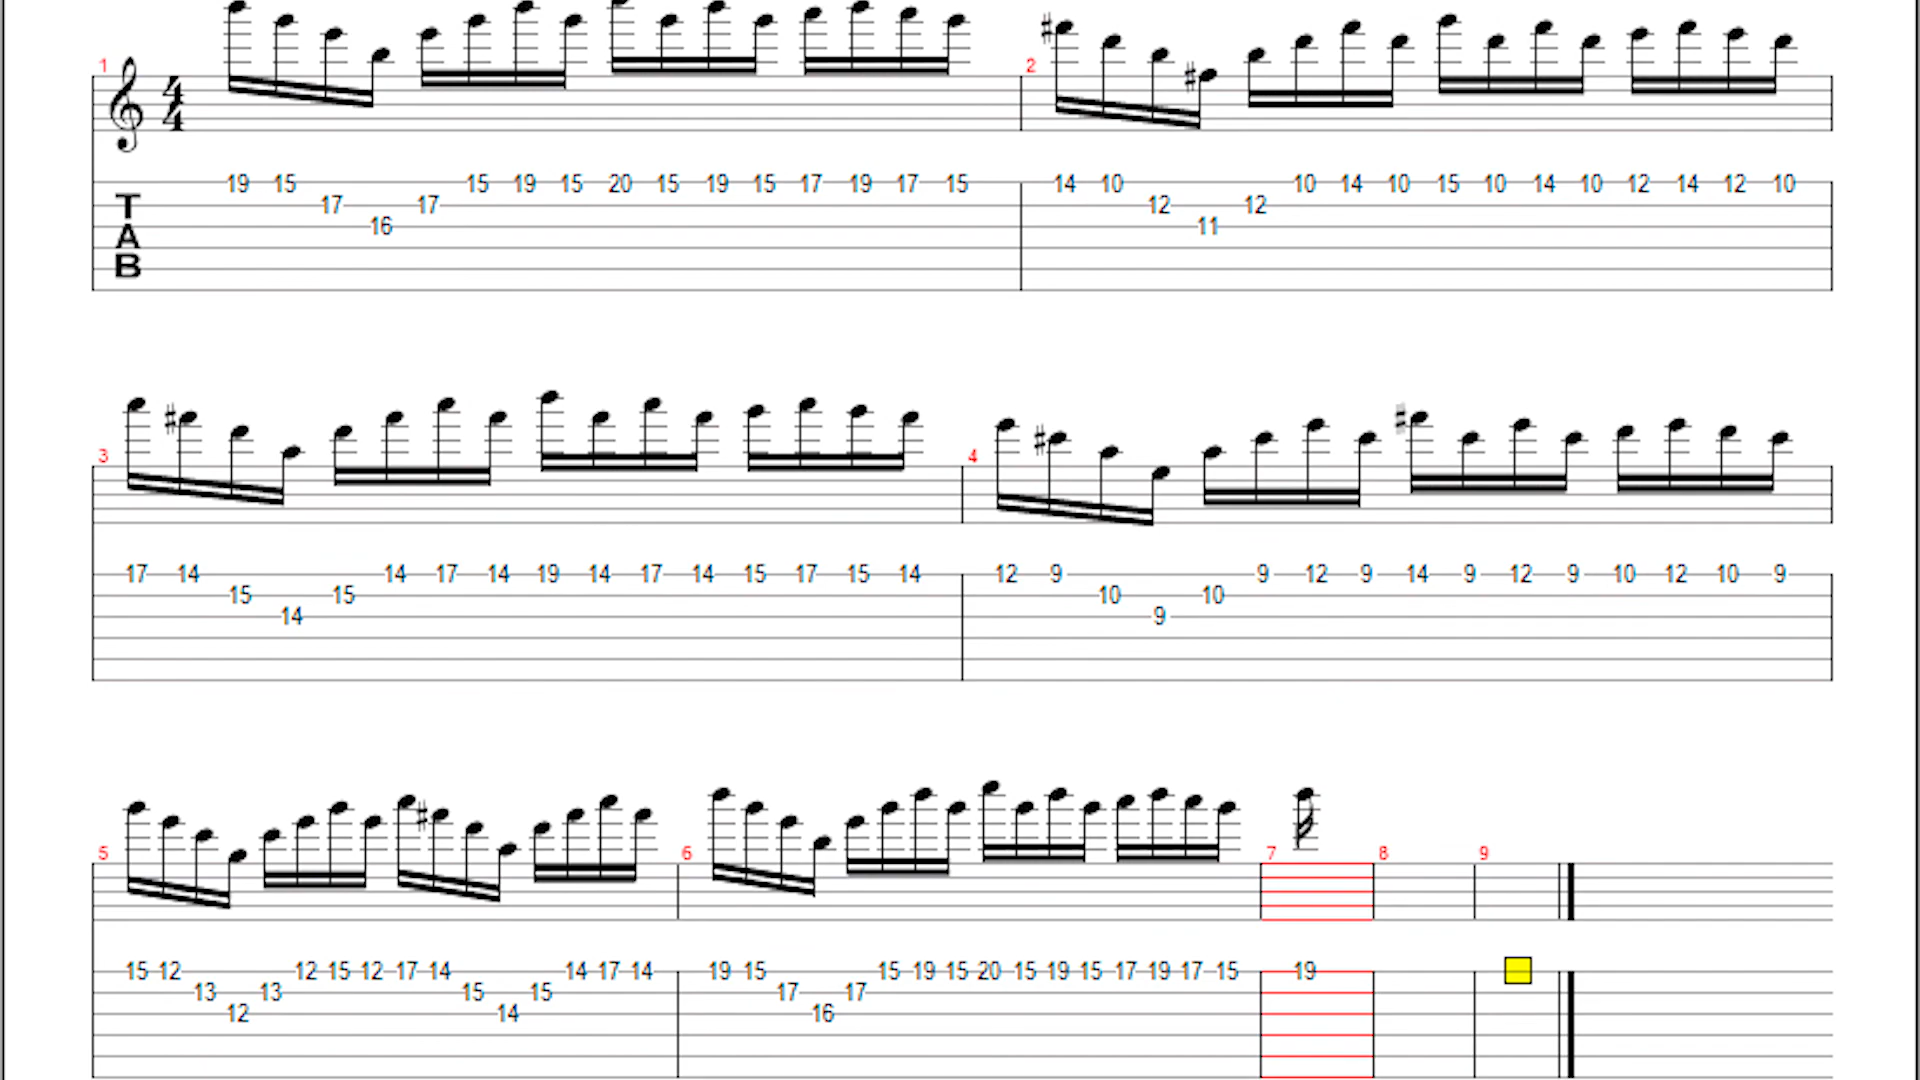 1 2
4
4
19 15 15 19 15 20 15 19 15 17 19 17 15 14 10 10 14 10 15 10 14 10 12 14 12 10
T 17 17 12 12
A 16 11
B
3 4
17 14 14 17 14 19 14 17 14 15 17 15 14 12 9 9 12 9 14 9 12 9 10 12 10 9
15 15 10 10
14 9
5 6 7 8 9
15 12 12 15 12 17 14 14 17 14 19 15 15 19 15 20 15 19 15 17 19 17 15 19
13 13 15 15 17 17
12 14 16